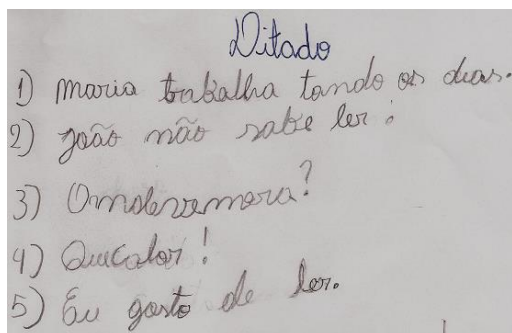 Ditado
1) maria trabalha tando os dias.
2) joão não sabe ler :
3) Omdevemora?
4) Quecalor!
5) Eu gosto de ler.